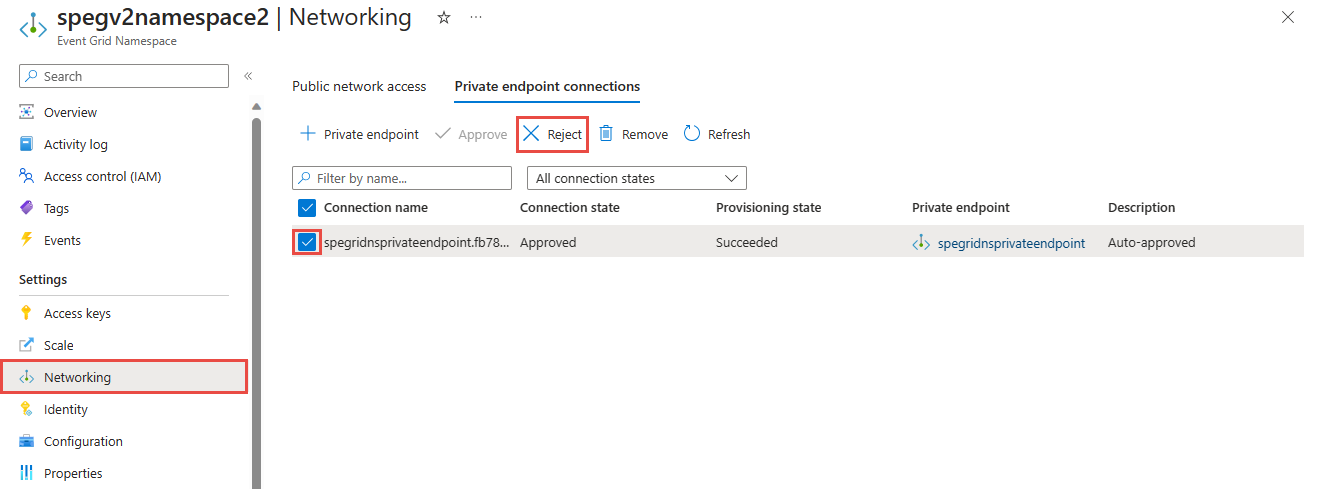 spegv2namespace2 | Networking ☆ ···
Event Grid Namespace
Search «
Overview
Activity log
Access control (IAM)
Tags
Events
Settings
Access keys
Scale
Networking
Identity
Configuration
Properties
Public network access Private endpoint connections
Private endpoint Approve Reject Remove Refresh
Filter by name... All connection states
Connection name Connection state Provisioning state Private endpoint Description
spegridnsprivateendpoint.fb78... Approved Succeeded spegridnsprivateendpoint Auto-approved